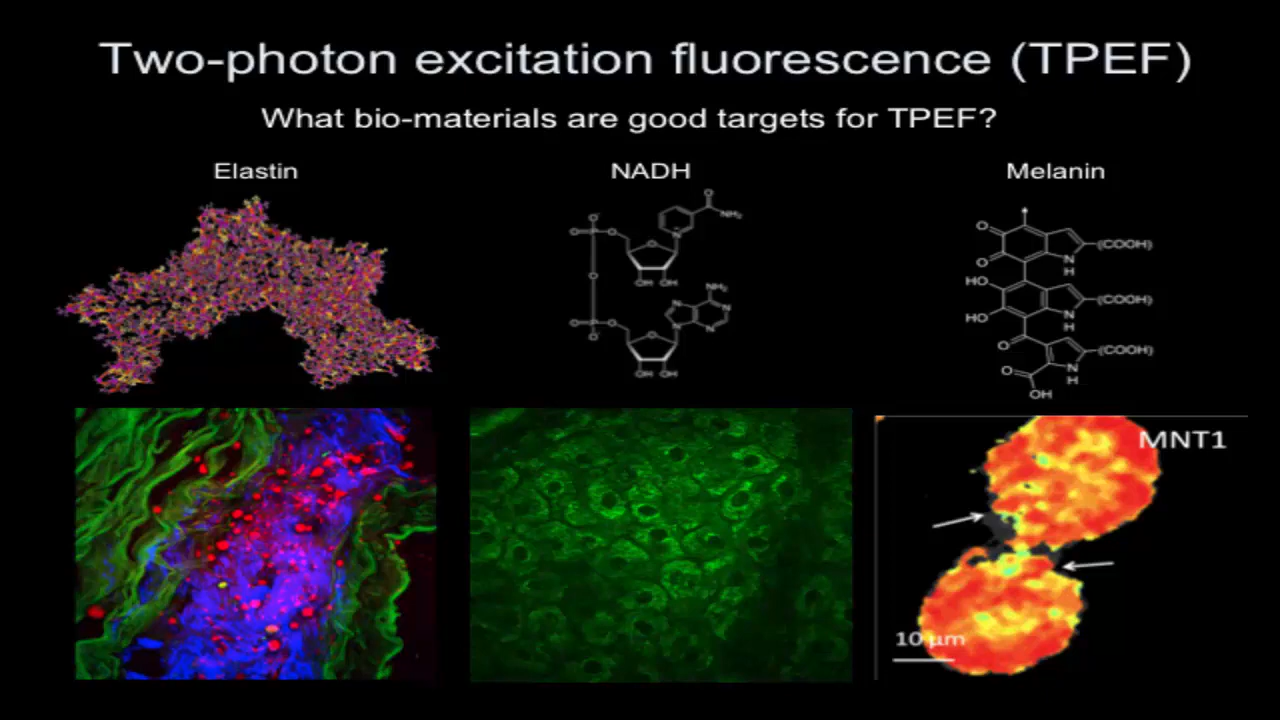 Two-photon excitation fluorescence (TPEF)
What bio-materials are good targets for TPEF?
Elastin
NADH
Melanin
O
NH₂
O⁻
O
P
O
N
O
OH
OH
O
NH₂
N
N
N
N
O
P
O
O⁻
O
OH
OH
O
O
(COOH)
N
H
HO
HO
(COOH)
N
H
O
(COOH)
O
N
H
OH
MNT1
10 µm